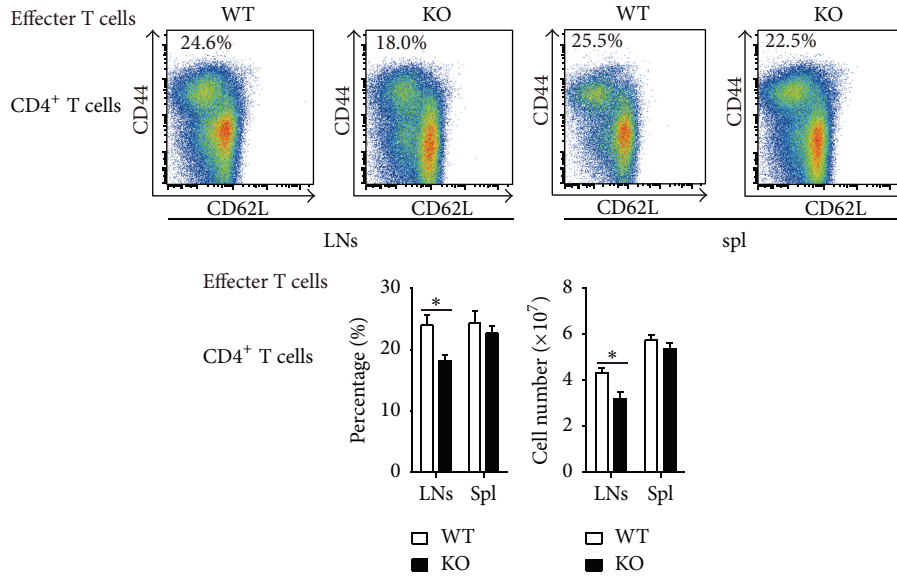 Effecter T cells
WT
KO
WT
KO
24.6%
18.0%
25.5%
22.5%
CD4⁺ T cells
CD44
CD44
CD44
CD44
CD62L
CD62L
CD62L
CD62L
LNs
spl
Effecter T cells
CD4⁺ T cells
Percentage (%)
30
20
10
0
*
LNs
Spl
WT
KO
Cell number (×10⁷)
8
6
4
2
0
*
LNs
Spl
WT
KO